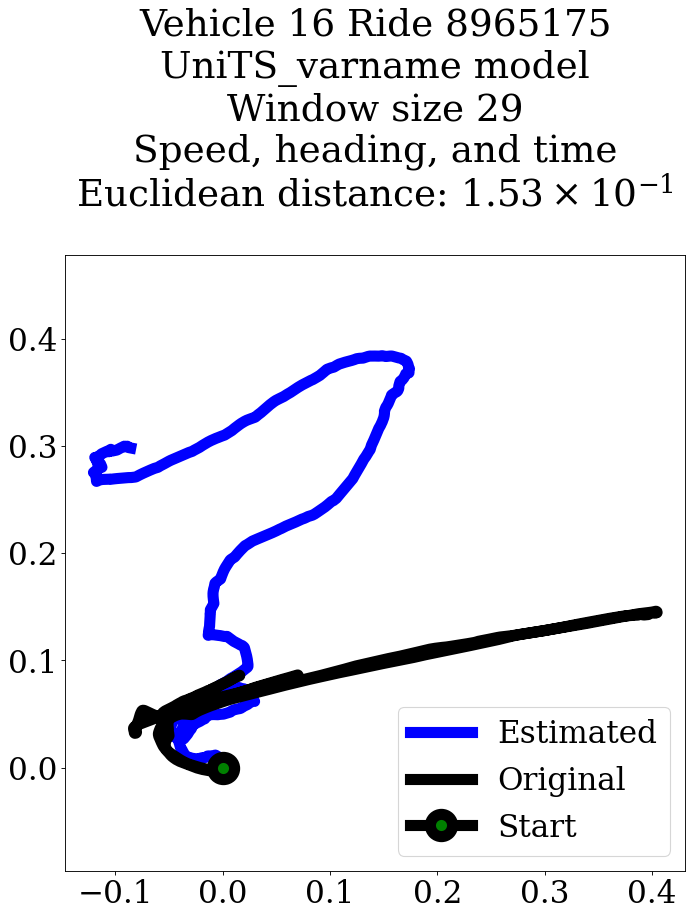 Vehicle 16 Ride 8965175
UniTS_varname model
Window size 29
Speed, heading, and time
Euclidean distance: 1.53 × 10⁻¹
0.4
0.3
0.2
0.1
0.0
Estimated
Original
Start
−0.1 0.0 0.1 0.2 0.3 0.4